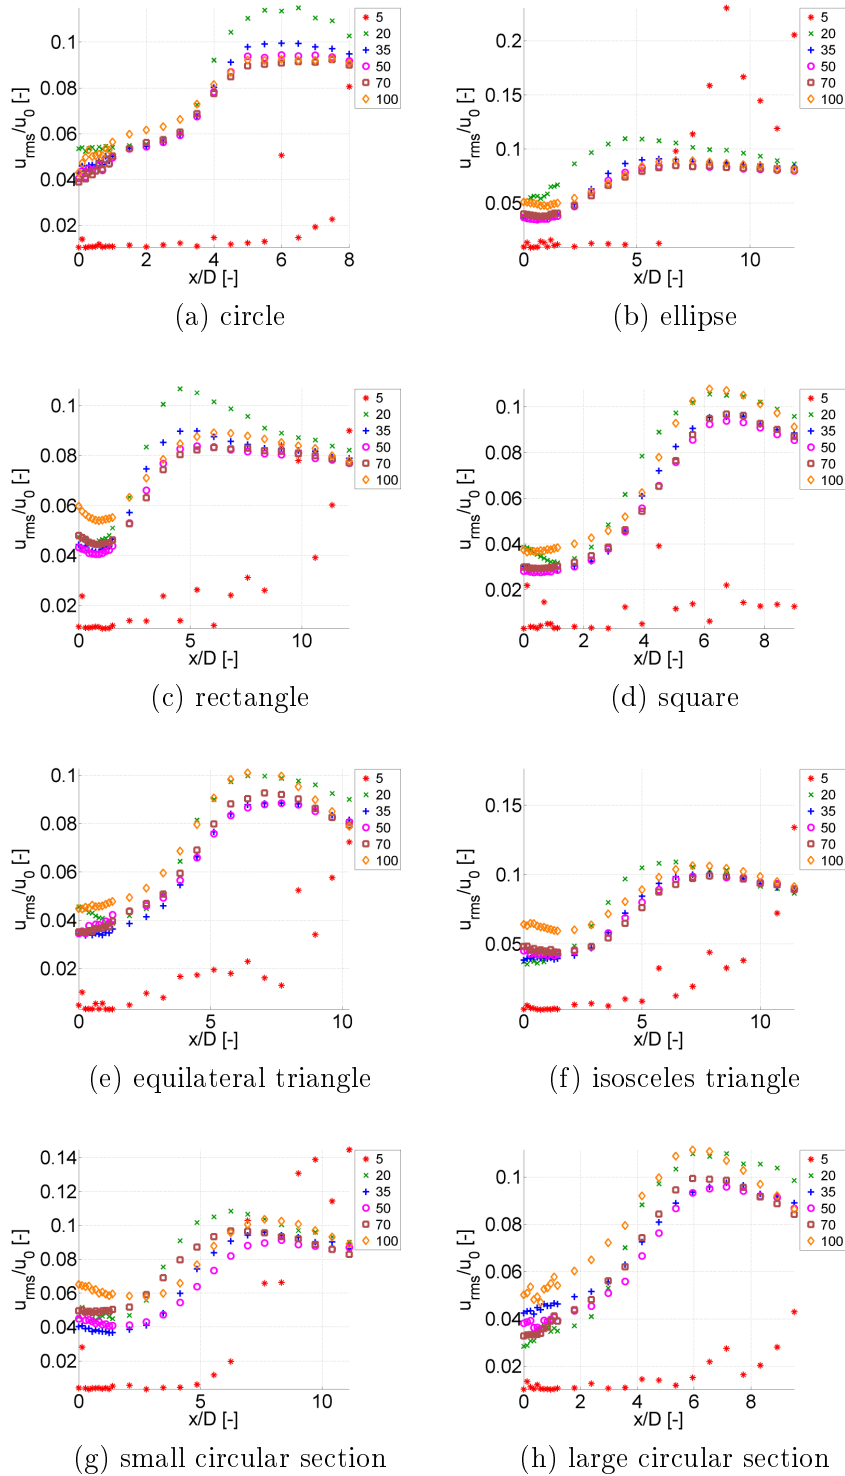 0.1
0.08
0.06
0.04
0.02
u_rms/u_0 [-]
0 2 4 6 8
x/D [-]
5
20
35
50
70
100
(a) circle
0.2
0.15
0.1
0.05
u_rms/u_0 [-]
0 5 10
x/D [-]
5
20
35
50
70
100
(b) ellipse
0.1
0.08
0.06
0.04
0.02
u_rms/u_0 [-]
0 5 10
x/D [-]
5
20
35
50
70
100
(c) rectangle
0.1
0.08
0.06
0.04
0.02
u_rms/u_0 [-]
0 2 4 6 8
x/D [-]
5
20
35
50
70
100
(d) square
0.1
0.08
0.06
0.04
0.02
u_rms/u_0 [-]
0 5 10
x/D [-]
5
20
35
50
70
100
(e) equilateral triangle
0.15
0.1
0.05
u_rms/u_0 [-]
0 5 10
x/D [-]
5
20
35
50
70
100
(f) isosceles triangle
0.14
0.12
0.1
0.08
0.06
0.04
0.02
u_rms/u_0 [-]
0 5 10
x/D [-]
5
20
35
50
70
100
(g) small circular section
0.1
0.08
0.06
0.04
0.02
u_rms/u_0 [-]
0 2 4 6 8
x/D [-]
5
20
35
50
70
100
(h) large circular section